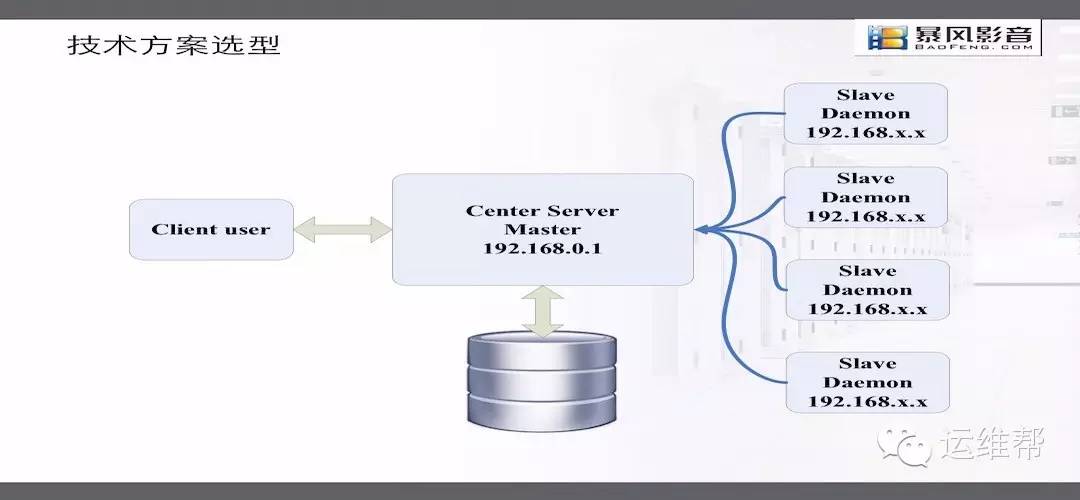 技术方案选型
暴风影音
BAOFENG.COM
Slave
Daemon
192.168.x.x
Slave
Daemon
192.168.x.x
Client user
Center Server
Master
192.168.0.1
Slave
Daemon
192.168.x.x
Slave
Daemon
192.168.x.x
运维帮